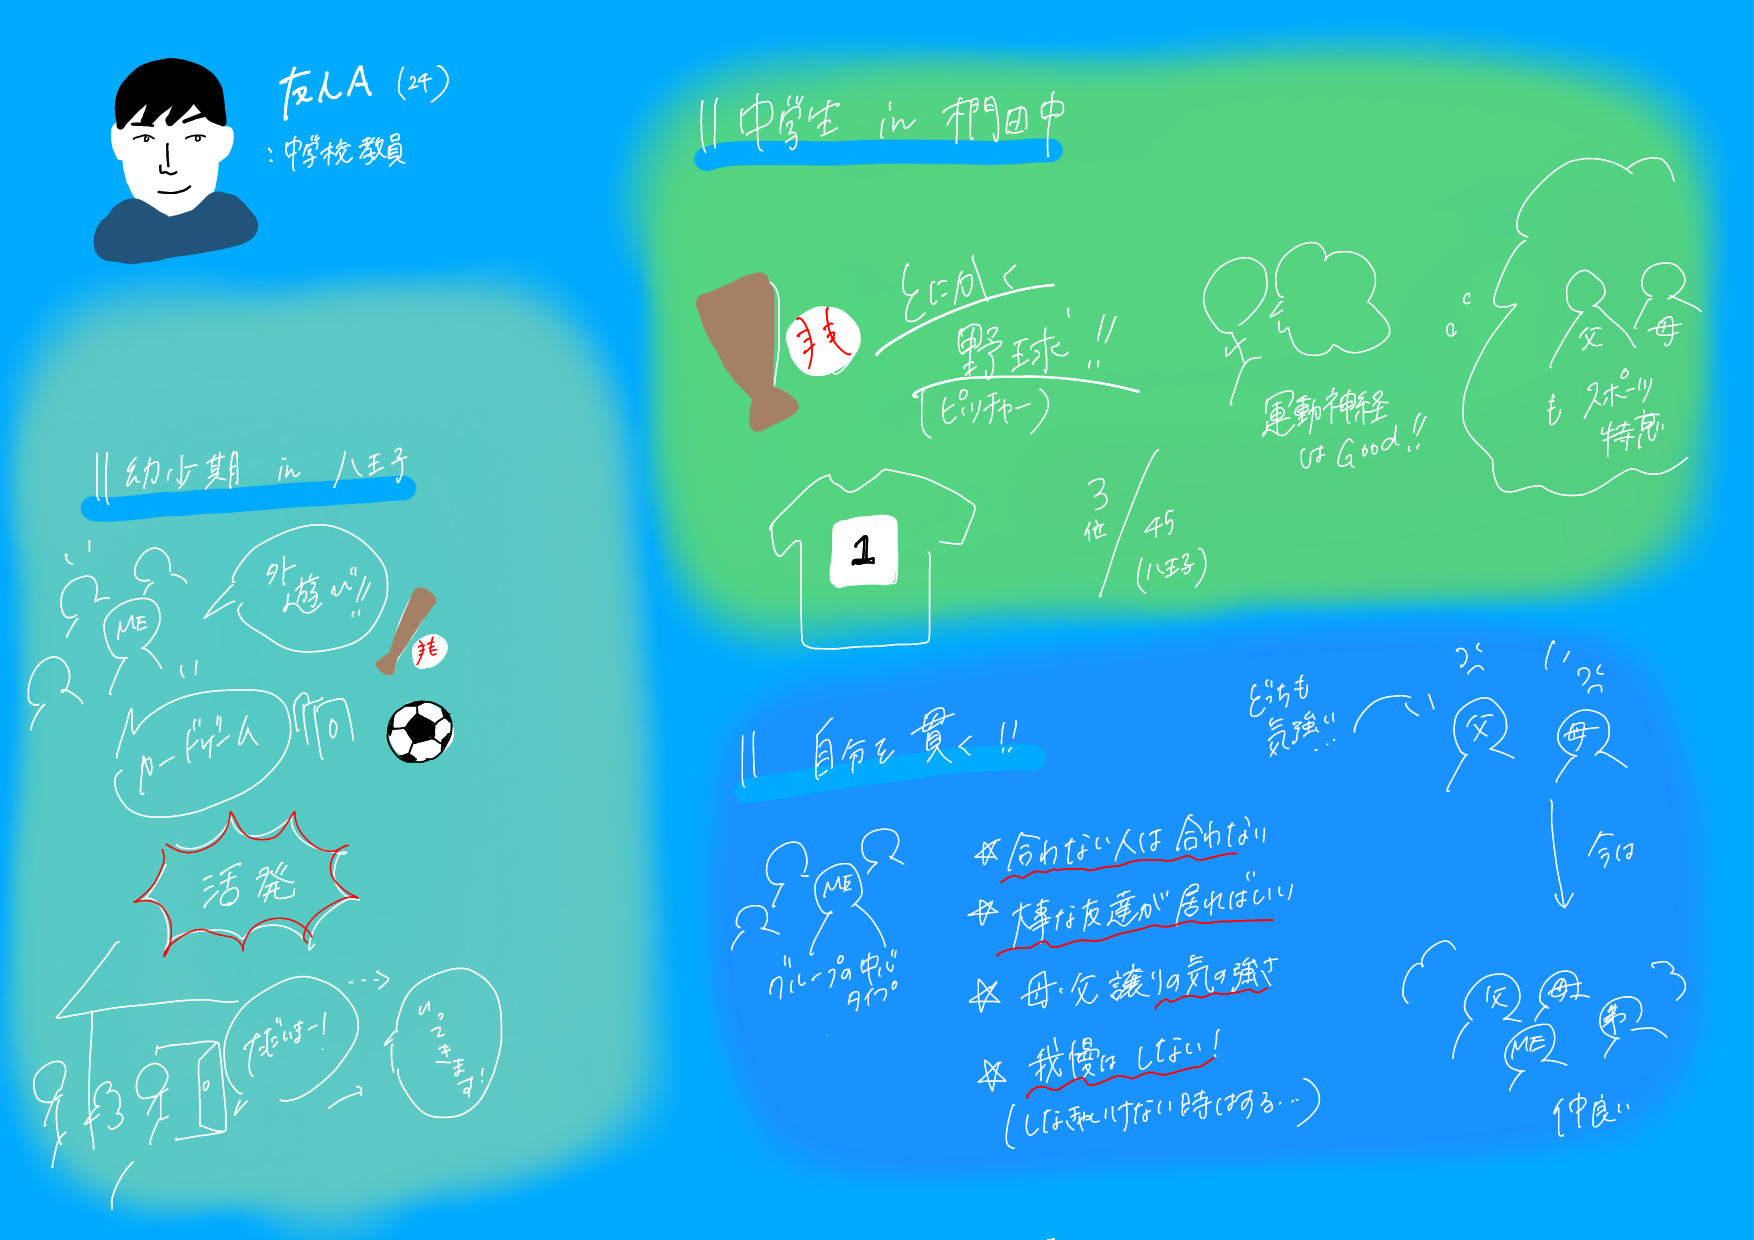 友人A (24)
：中学校教員
幼少期 in 八王子
外
遊び!!
ME
カードゲーム
活発
ただいまー!
いってきます!
中学生 in 椚田中
とにかく
野球!!
(ピッチャー)
1
3
位
45
(八王子)
運動神経
は Good!!
父
母
も スポーツ
特意
自分を貫く!!
ME
グループの中心
タイプ
☆ 合わない人は合わない
☆ 大事な友達が居ればいい
☆ 母・父譲りの気の強さ
☆ 我慢はしない!
(しなきゃいけない時はする…)
どっちも
気強い
父
母
今は
父
母
弟
ME
仲良い